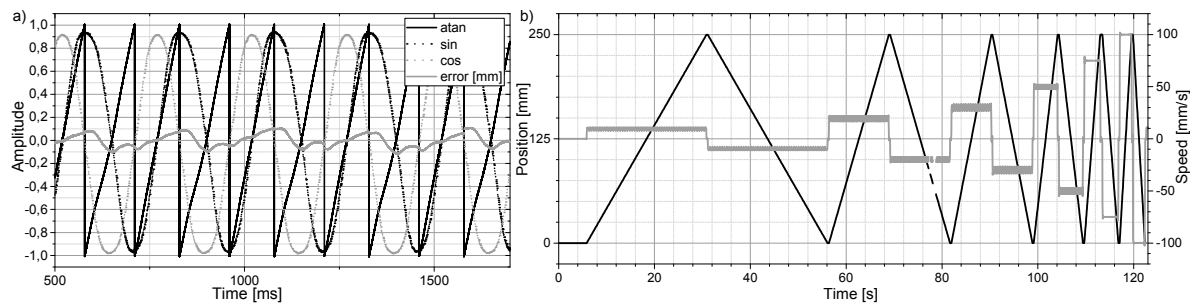 a)
1,0
0,8
0,6
0,4
0,2
0,0
-0,2
-0,4
-0,6
-0,8
-1,0
Amplitude
500
1000
1500
Time [ms]
atan
sin
cos
error [mm]
b)
250
125
0
Position [mm]
0
20
40
60
80
100
120
Time [s]
100
50
0
-50
-100
Speed [mm/s]